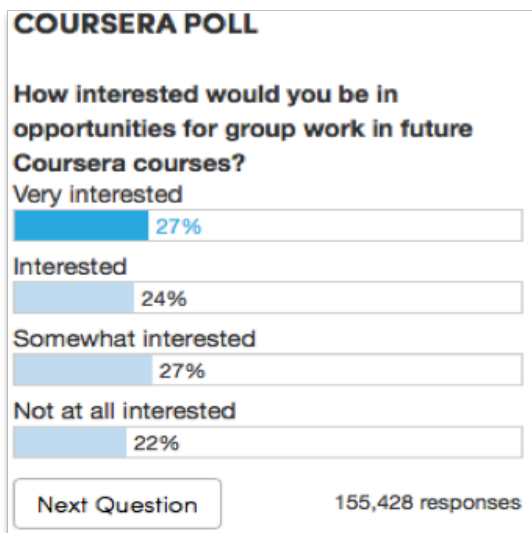 COURSERA POLL
How interested would you be in
opportunities for group work in future
Coursera courses?
Very interested
27%
Interested
24%
Somewhat interested
27%
Not at all interested
22%
Next Question
155,428 responses